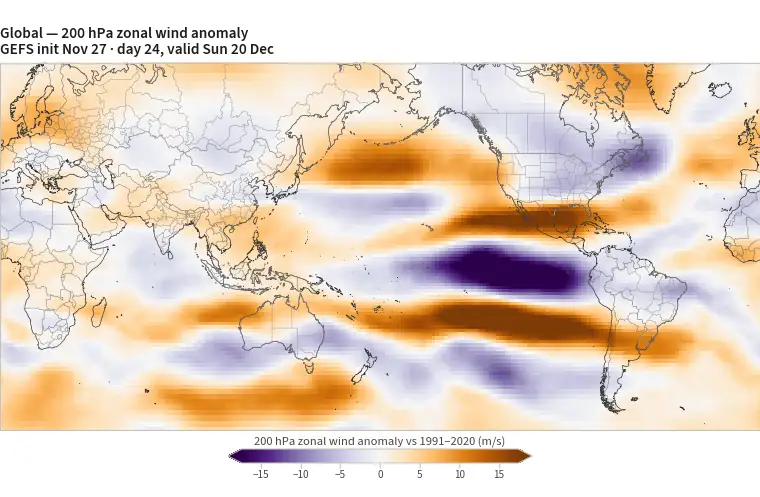 Global — 200 hPa zonal wind anomaly
GEFS init Nov 27 · day 24, valid Sun 20 Dec
200 hPa zonal wind anomaly vs 1991–2020 (m/s)
−15 −10 −5 0 5 10 15